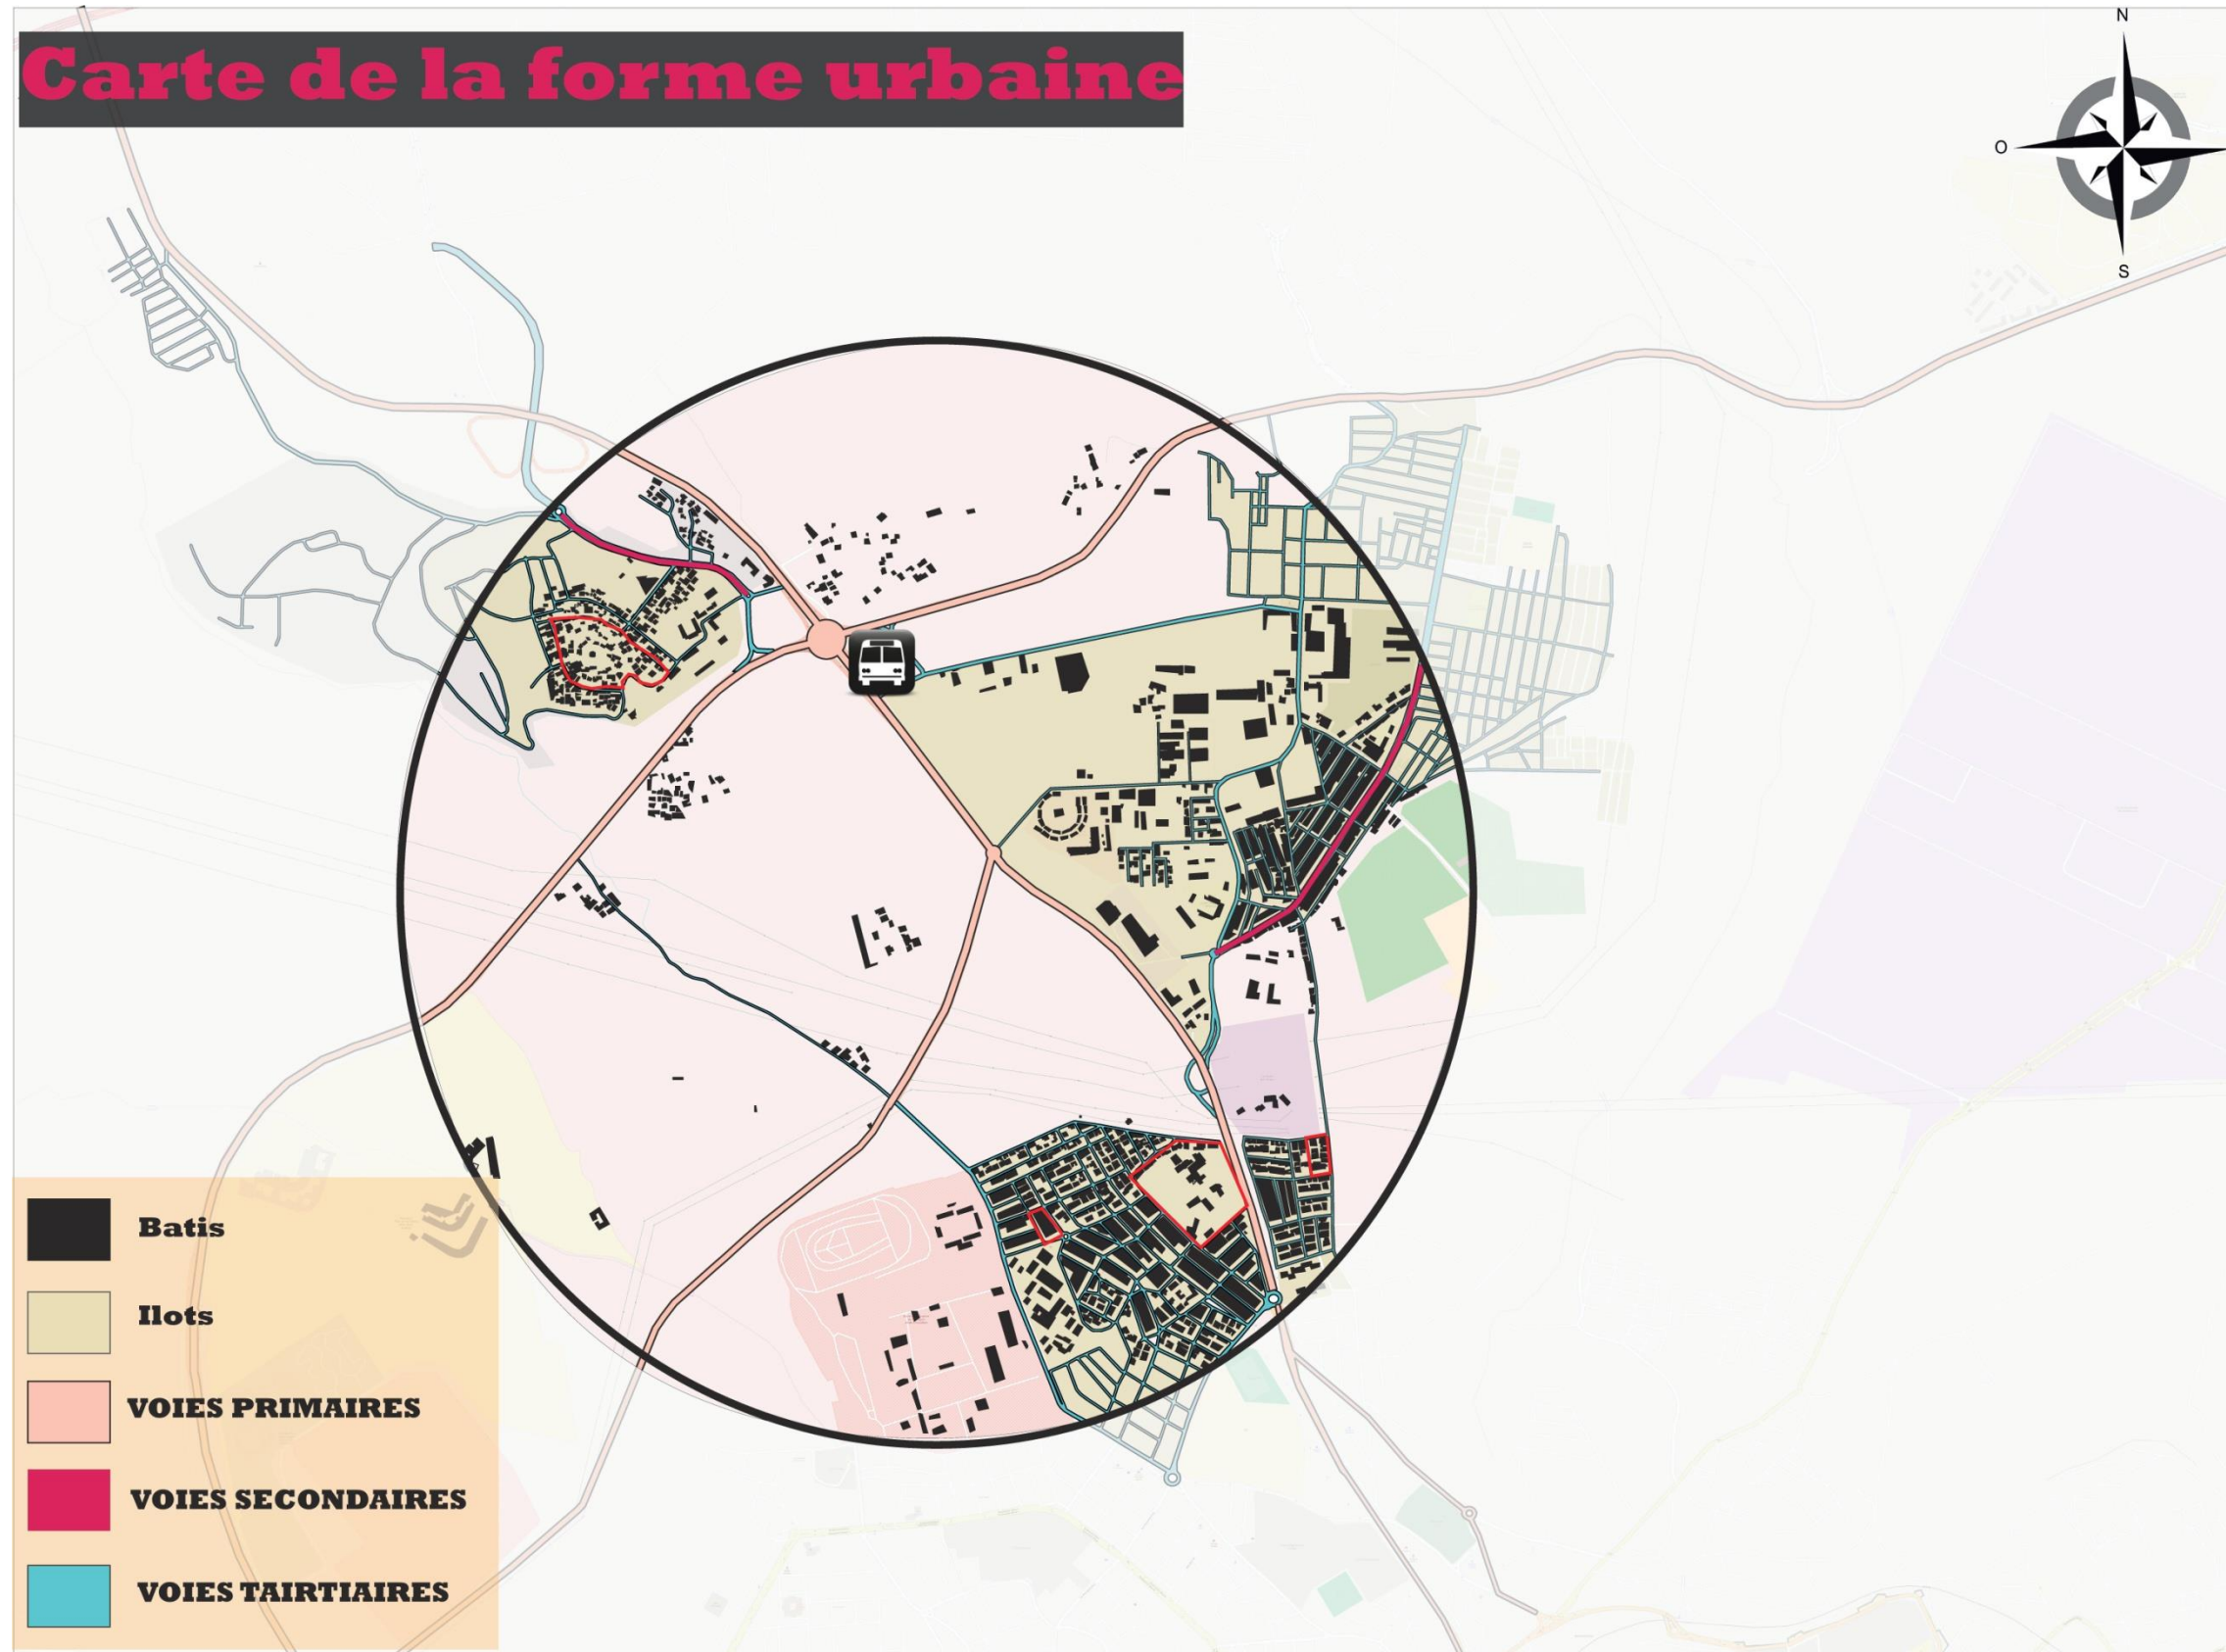 Carte de la forme urbaine
N
O
S
Batis
Ilots
VOIES PRIMAIRES
VOIES SECONDAIRES
VOIES TAIRTIAIRES